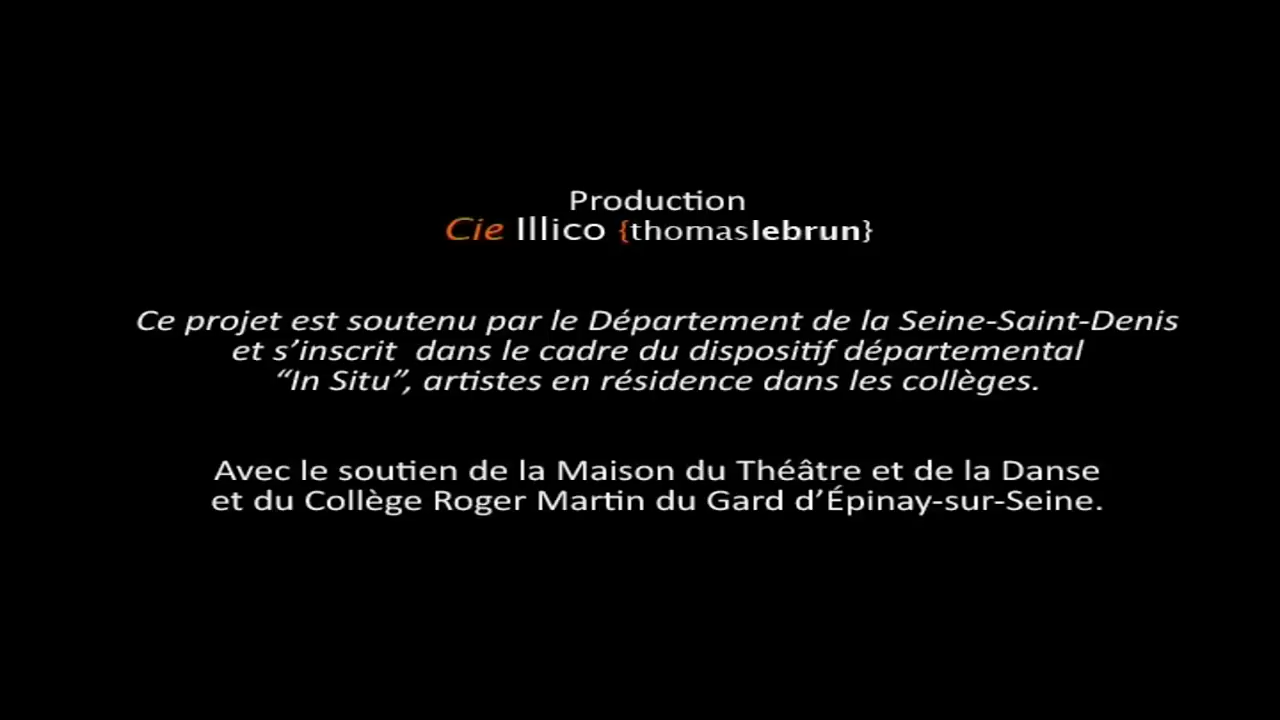 Production
Cie Illico {thomaslebrun}
Ce projet est soutenu par le Département de la Seine-Saint-Denis
et s’inscrit  dans le cadre du dispositif départemental
“In Situ”, artistes en résidence dans les collèges.
Avec le soutien de la Maison du Théâtre et de la Danse
et du Collège Roger Martin du Gard d’Épinay-sur-Seine.